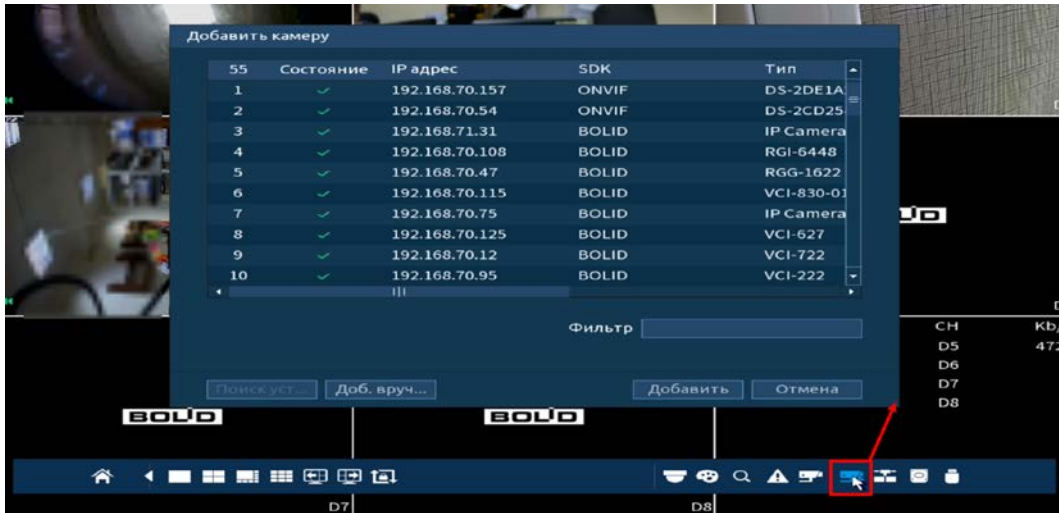 Добавить камеру
55 Состояние IP адрес SDK Тип
1 192.168.70.157 ONVIF DS-2DE1A
2 192.168.70.54 ONVIF DS-2CD25
3 192.168.71.31 BOLID IP Camera
4 192.168.70.108 BOLID RGI-6448
5 192.168.70.47 BOLID RGG-1622
6 192.168.70.115 BOLID VCI-830-01
7 192.168.70.75 BOLID IP Camera
8 192.168.70.125 BOLID VCI-627
9 192.168.70.12 BOLID VCI-722
10 192.168.70.95 BOLID VCI-222
Фильтр
CH Kb/
D5 472
D6
D7
D8
Поиск уст... Доб. вруч... Добавить Отмена
BOLID BOLID
D7 D8